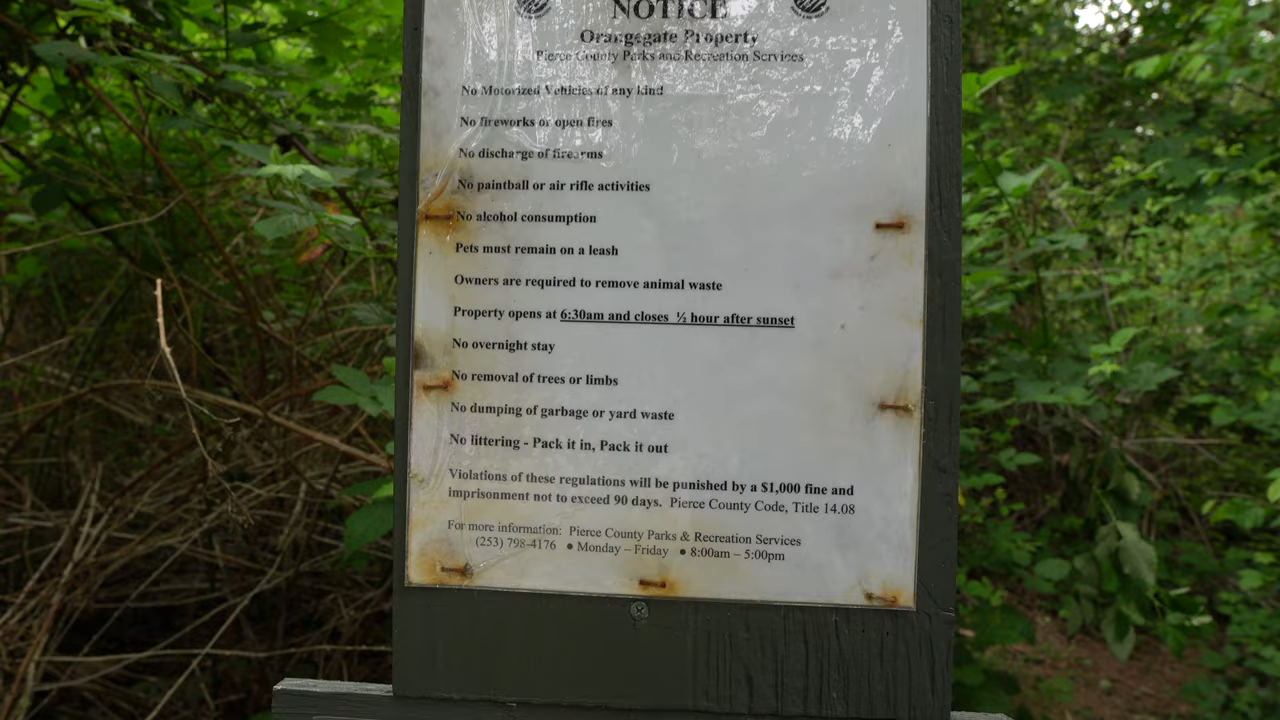 NOTICE
Orangegate Property
Pierce County Parks and Recreation Services
No Motorized Vehicles of any kind
No fireworks or open fires
No discharge of firearms
No paintball or air rifle activities
No alcohol consumption
Pets must remain on a leash
Owners are required to remove animal waste
Property opens at 6:30am and closes ½ hour after sunset
No overnight stay
No removal of trees or limbs
No dumping of garbage or yard waste
No littering - Pack it in, Pack it out
Violations of these regulations will be punished by a $1,000 fine and
imprisonment not to exceed 90 days. Pierce County Code, Title 14.08
For more information: Pierce County Parks & Recreation Services
(253) 798-4176 ● Monday – Friday ● 8:00am – 5:00pm